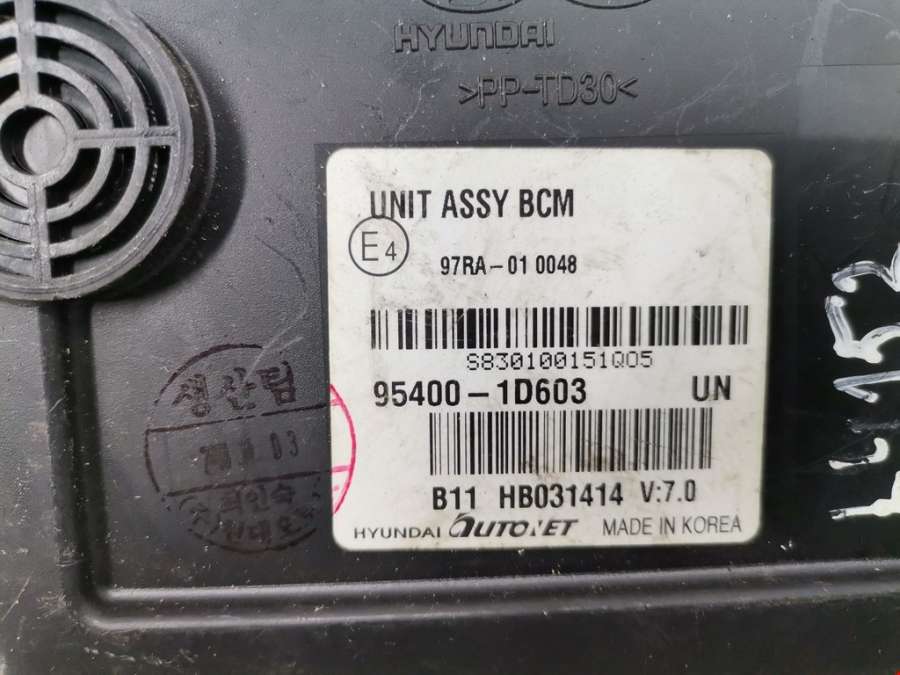 HYUNDAI
>PP-TD30<
UNIT ASSY BCM
E4
97RA-01 0048
S830100151Q05
95400-1D603 UN
B11 HB031414 V:7.0
HYUNDAI AUTONET MADE IN KOREA
생산팀
4152